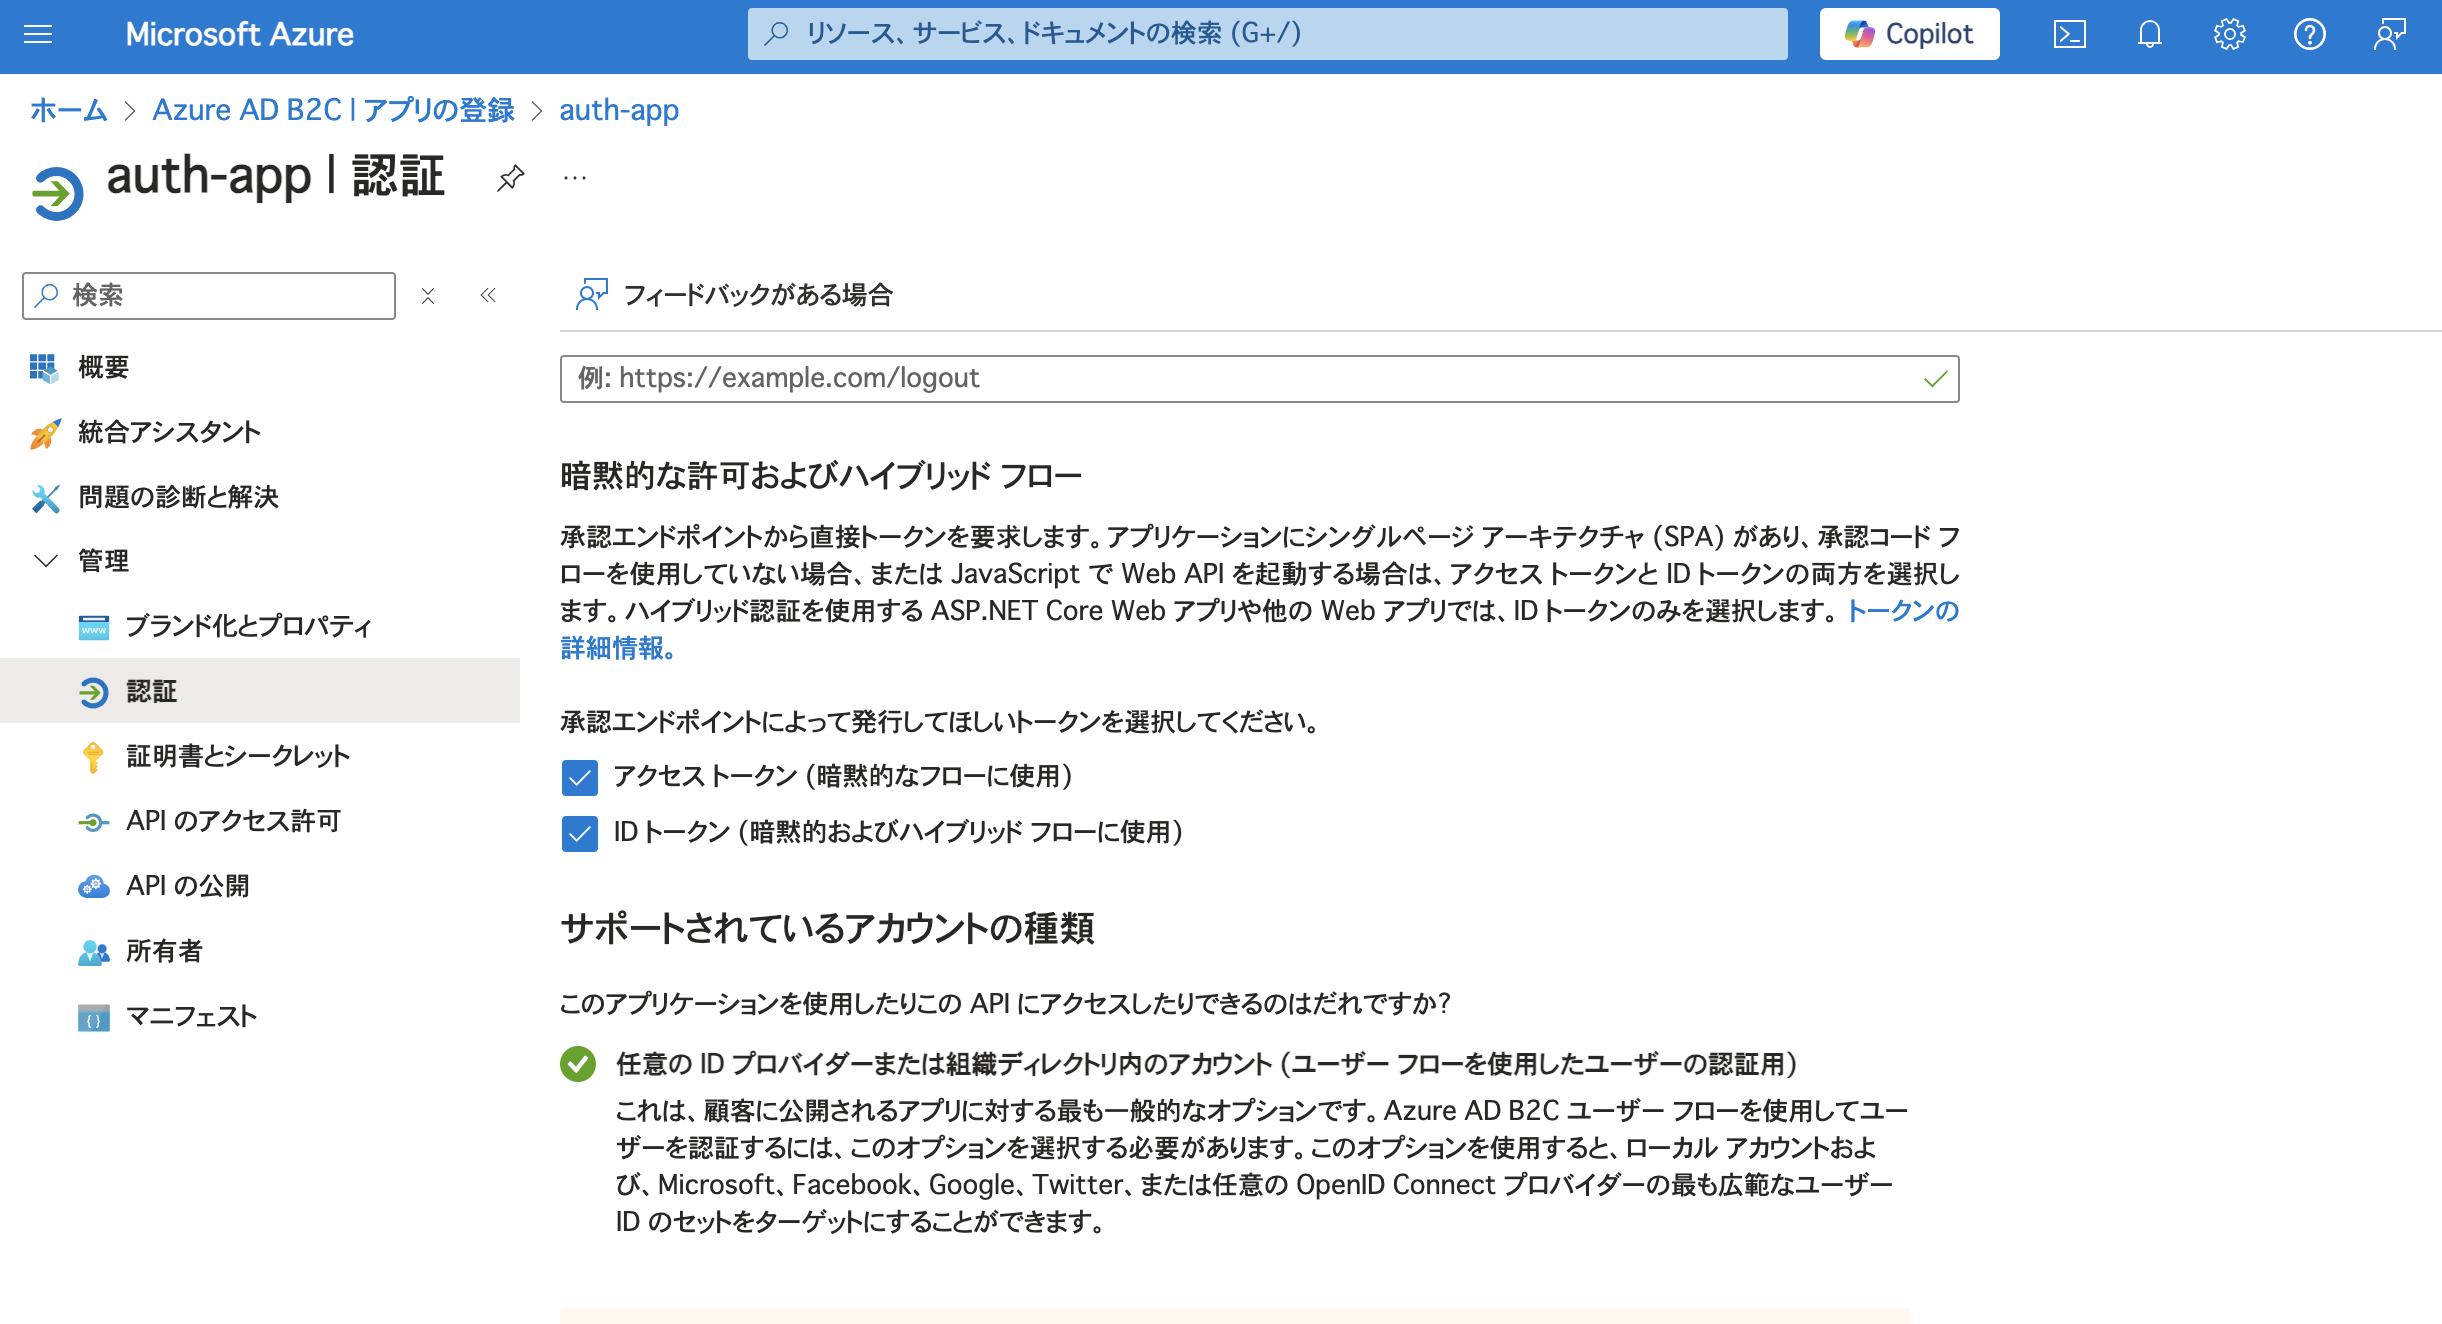 Microsoft Azure
リソース、サービス、ドキュメントの検索 (G+/)
Copilot
ホーム > Azure AD B2C | アプリの登録 > auth-app
auth-app | 認証
検索
概要
統合アシスタント
問題の診断と解決
管理
ブランド化とプロパティ
認証
証明書とシークレット
API のアクセス許可
API の公開
所有者
マニフェスト
フィードバックがある場合
例: https://example.com/logout
暗黙的な許可およびハイブリッド フロー
承認エンドポイントから直接トークンを要求します。アプリケーションにシングルページ アーキテクチャ (SPA) があり、承認コード フ
ローを使用していない場合、または JavaScript で Web API を起動する場合は、アクセス トークンと ID トークンの両方を選択し
ます。ハイブリッド認証を使用する ASP.NET Core Web アプリや他の Web アプリでは、ID トークンのみを選択します。トークンの
詳細情報。
承認エンドポイントによって発行してほしいトークンを選択してください。
アクセス トークン (暗黙的なフローに使用)
ID トークン (暗黙的およびハイブリッド フローに使用)
サポートされているアカウントの種類
このアプリケーションを使用したりこの API にアクセスしたりできるのはだれですか?
任意の ID プロバイダーまたは組織ディレクトリ内のアカウント (ユーザー フローを使用したユーザーの認証用)
これは、顧客に公開されるアプリに対する最も一般的なオプションです。Azure AD B2C ユーザー フローを使用してユー
ザーを認証するには、このオプションを選択する必要があります。このオプションを使用すると、ローカル アカウントおよ
び、Microsoft、Facebook、Google、Twitter、または任意の OpenID Connect プロバイダーの最も広範なユーザー
ID のセットをターゲットにすることができます。